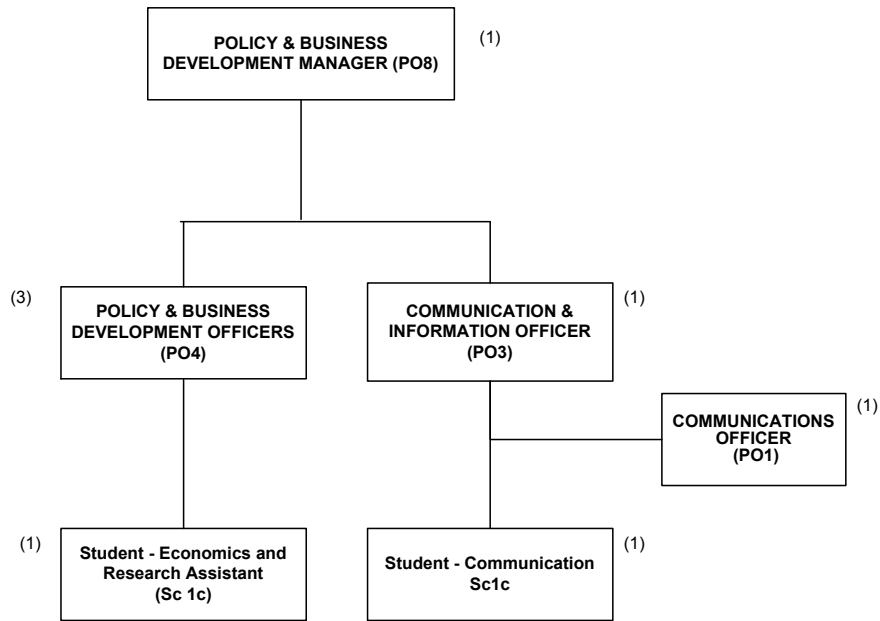 POLICY & BUSINESS
DEVELOPMENT MANAGER (PO8)
(1)
(3)
POLICY & BUSINESS
DEVELOPMENT OFFICERS
(PO4)
COMMUNICATION &
INFORMATION OFFICER
(PO3)
(1)
COMMUNICATIONS
OFFICER
(PO1)
(1)
(1)
Student - Economics and
Research Assistant
(Sc 1c)
Student - Communication
Sc1c
(1)